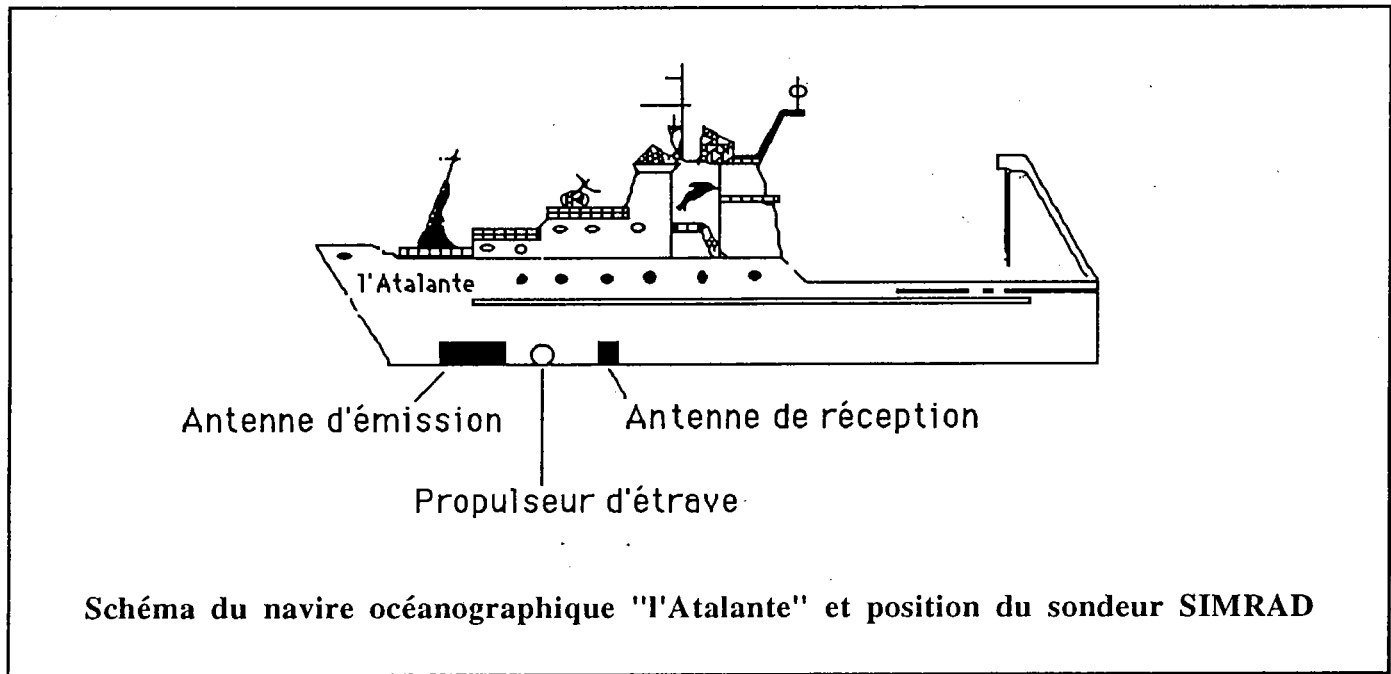 l'Atalante
Antenne d'émission
Antenne de réception
Propulseur d'étrave
Schéma du navire océanographique "l'Atalante" et position du sondeur SIMRAD